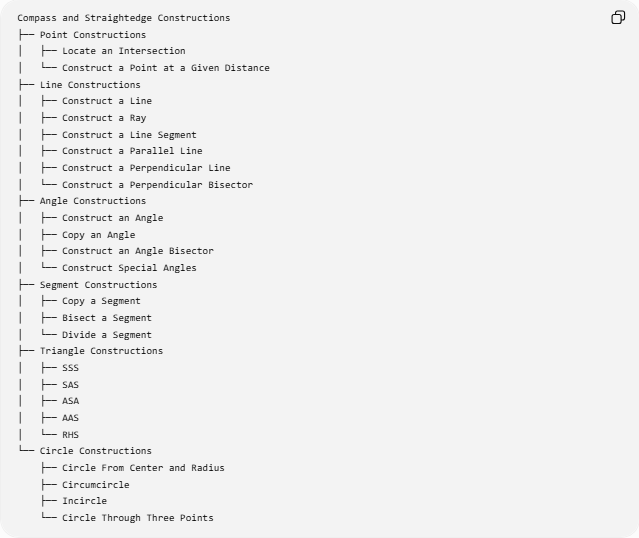 Compass and Straightedge Constructions
├── Point Constructions
│   ├── Locate an Intersection
│   └── Construct a Point at a Given Distance
├── Line Constructions
│   ├── Construct a Line
│   ├── Construct a Ray
│   ├── Construct a Line Segment
│   ├── Construct a Parallel Line
│   ├── Construct a Perpendicular Line
│   └── Construct a Perpendicular Bisector
├── Angle Constructions
│   ├── Construct an Angle
│   ├── Copy an Angle
│   ├── Construct an Angle Bisector
│   └── Construct Special Angles
├── Segment Constructions
│   ├── Copy a Segment
│   ├── Bisect a Segment
│   └── Divide a Segment
├── Triangle Constructions
│   ├── SSS
│   ├── SAS
│   ├── ASA
│   ├── AAS
│   └── RHS
└── Circle Constructions
    ├── Circle From Center and Radius
    ├── Circumcircle
    ├── Incircle
    └── Circle Through Three Points